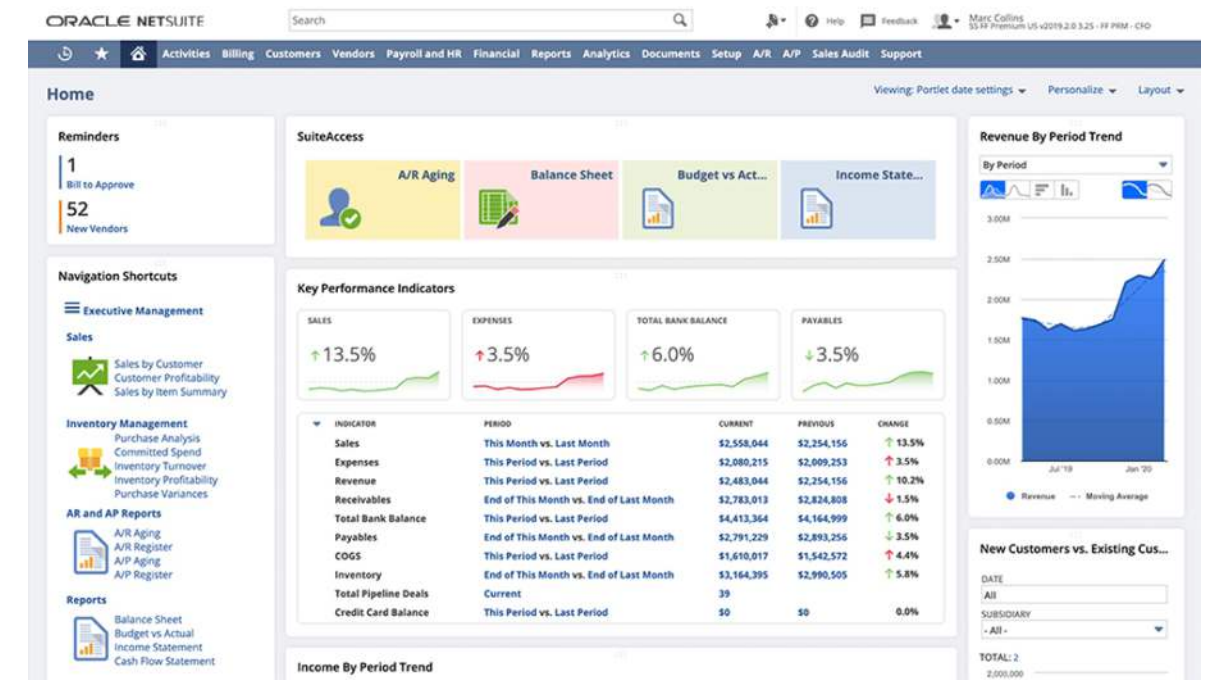 ORACLE NETSUITE
Search
Help
Feedback
Marc Collins
SS FF Premium US v2019.2.0 3.25 - FF PRM - CFO
Activities Billing Customers Vendors Payroll and HR Financial Reports Analytics Documents Setup A/R A/P Sales Audit Support
Home
Viewing: Portlet date settings Personalize Layout
Reminders
1
Bill to Approve
52
New Vendors
Navigation Shortcuts
Executive Management
Sales
Sales by Customer
Customer Profitability
Sales by Item Summary
Inventory Management
Purchase Analysis
Committed Spend
Inventory Turnover
Inventory Profitability
Purchase Variances
AR and AP Reports
A/R Aging
A/R Register
A/P Aging
A/P Register
Reports
Balance Sheet
Budget vs Actual
Income Statement
Cash Flow Statement
SuiteAccess
A/R Aging
Balance Sheet
Budget vs Act...
Income State...
Key Performance Indicators
SALES
13.5%
EXPENSES
3.5%
TOTAL BANK BALANCE
6.0%
PAYABLES
3.5%
INDICATOR PERIOD CURRENT PREVIOUS CHANGE
Sales This Month vs. Last Month $2,558,044 $2,254,156 ↑ 13.5%
Expenses This Period vs. Last Period $2,080,215 $2,009,253 ↑ 3.5%
Revenue This Period vs. Last Period $2,483,044 $2,254,156 ↑ 10.2%
Receivables End of This Month vs. End of Last Month $2,783,013 $2,824,808 ↓ 1.5%
Total Bank Balance This Period vs. Last Period $4,413,364 $4,164,999 ↑ 6.0%
Payables End of This Month vs. End of Last Month $2,791,229 $2,893,256 ↓ 3.5%
COGS This Period vs. Last Period $1,610,017 $1,542,572 ↑ 4.4%
Inventory End of This Month vs. End of Last Month $3,164,395 $2,990,505 ↑ 5.8%
Total Pipeline Deals Current 39
Credit Card Balance This Period vs. Last Period $0 $0 0.0%
Income By Period Trend
Revenue By Period Trend
By Period
3.00M
2.50M
2.00M
1.50M
1.00M
0.50M
0.00M
Jul '19 Jan '20
Revenue Moving Average
New Customers vs. Existing Cus...
DATE
All
SUBSIDIARY
- All -
TOTAL: 2
2,000,000